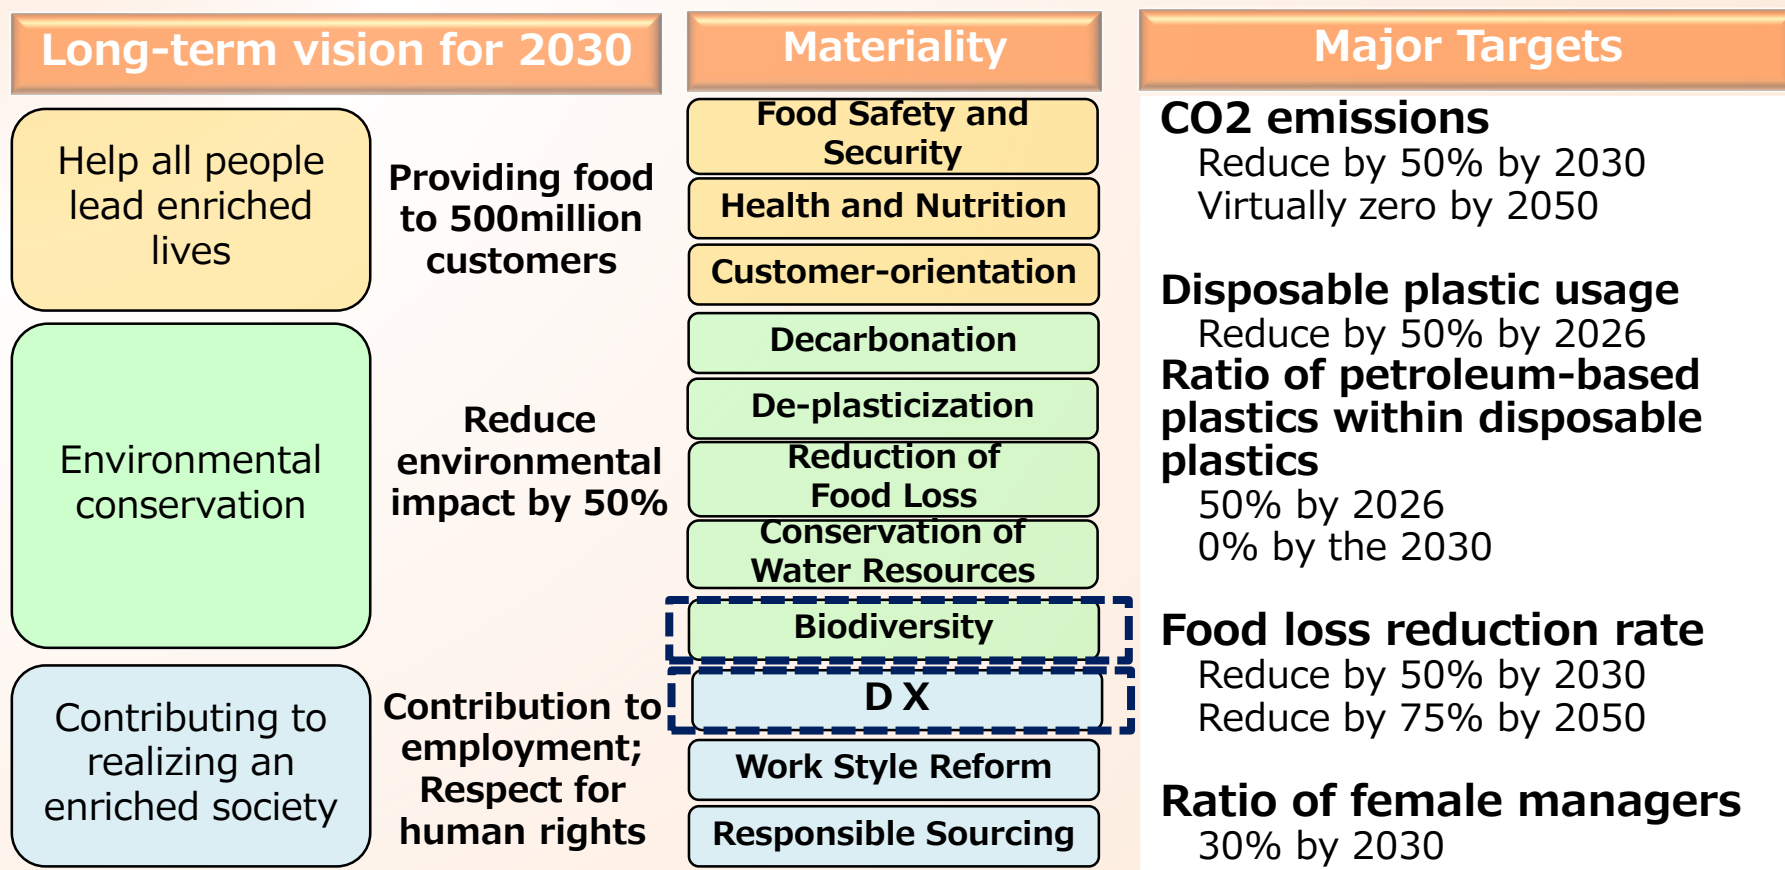 Long-term vision for 2030
Help all people
lead enriched
lives
Providing food
to 500million
customers
Environmental
conservation
Reduce
environmental
impact by 50%
Contributing to
realizing an
enriched society
Contribution to
employment;
Respect for
human rights
Materiality
Food Safety and
Security
Health and Nutrition
Customer-orientation
Decarbonation
De-plasticization
Reduction of
Food Loss
Conservation of
Water Resources
Biodiversity
D X
Work Style Reform
Responsible Sourcing
Major Targets
CO2 emissions
Reduce by 50% by 2030
Virtually zero by 2050
Disposable plastic usage
Reduce by 50% by 2026
Ratio of petroleum-based
plastics within disposable
plastics
50% by 2026
0% by the 2030
Food loss reduction rate
Reduce by 50% by 2030
Reduce by 75% by 2050
Ratio of female managers
30% by 2030